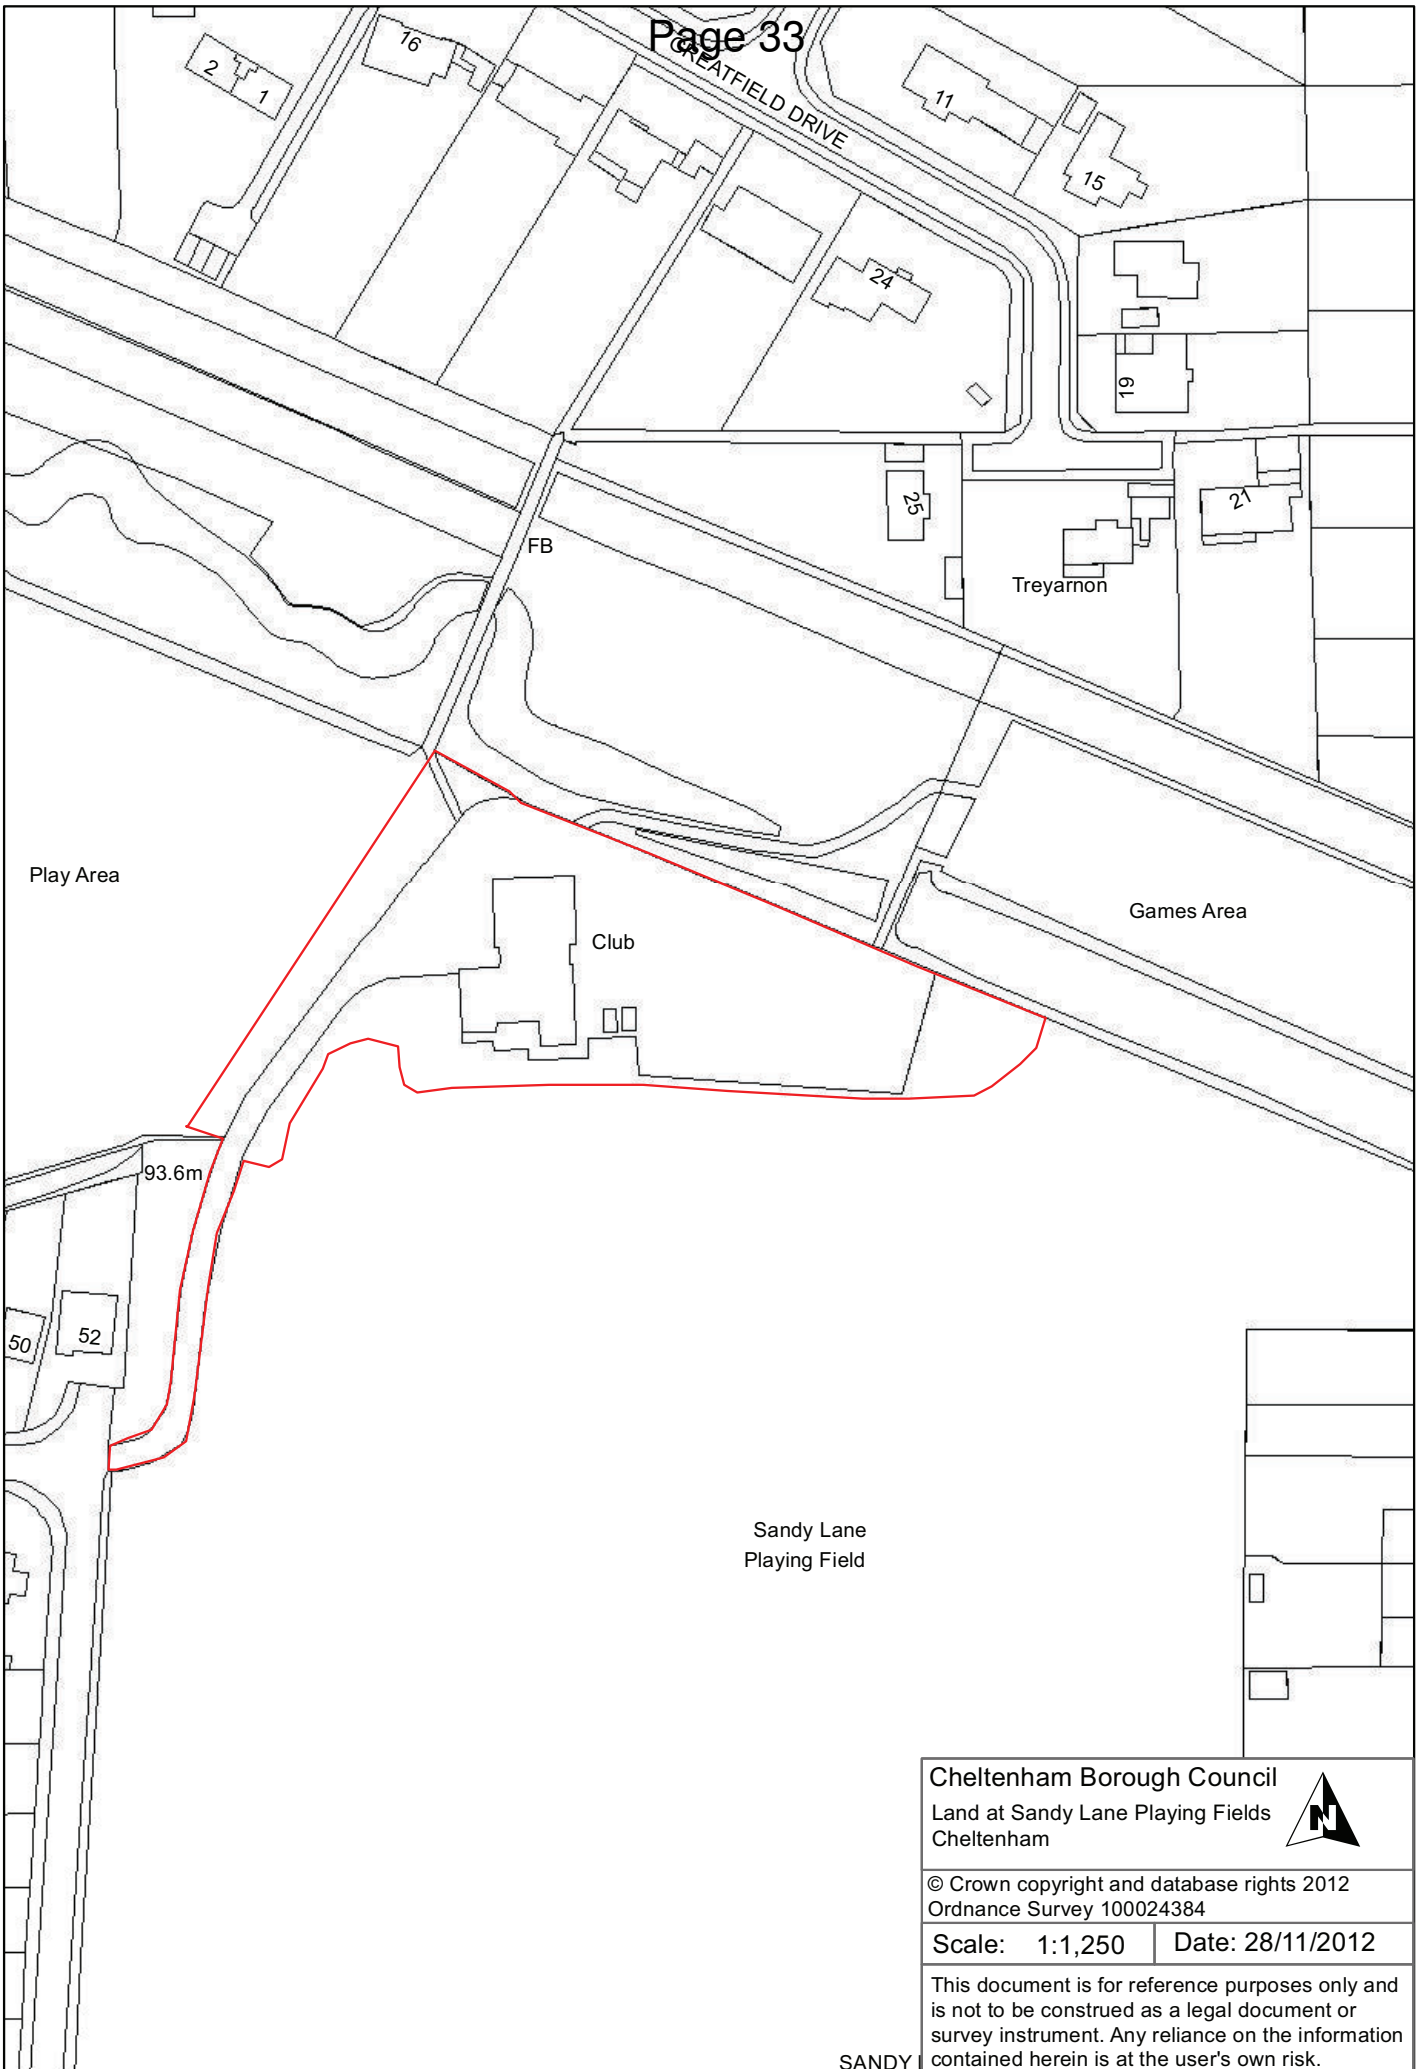 Page 33
GREATFIELD DRIVE
16
2
1
11
15
24
19
25
21
FB
Treyarnon
Play Area
Club
Games Area
93.6m
50
52
Sandy Lane
Playing Field
Cheltenham Borough Council
Land at Sandy Lane Playing Fields
Cheltenham
N
© Crown copyright and database rights 2012
Ordnance Survey 100024384
Scale: 1:1,250
Date: 28/11/2012
This document is for reference purposes only and
is not to be construed as a legal document or
survey instrument. Any reliance on the information
contained herein is at the user's own risk.
SANDY